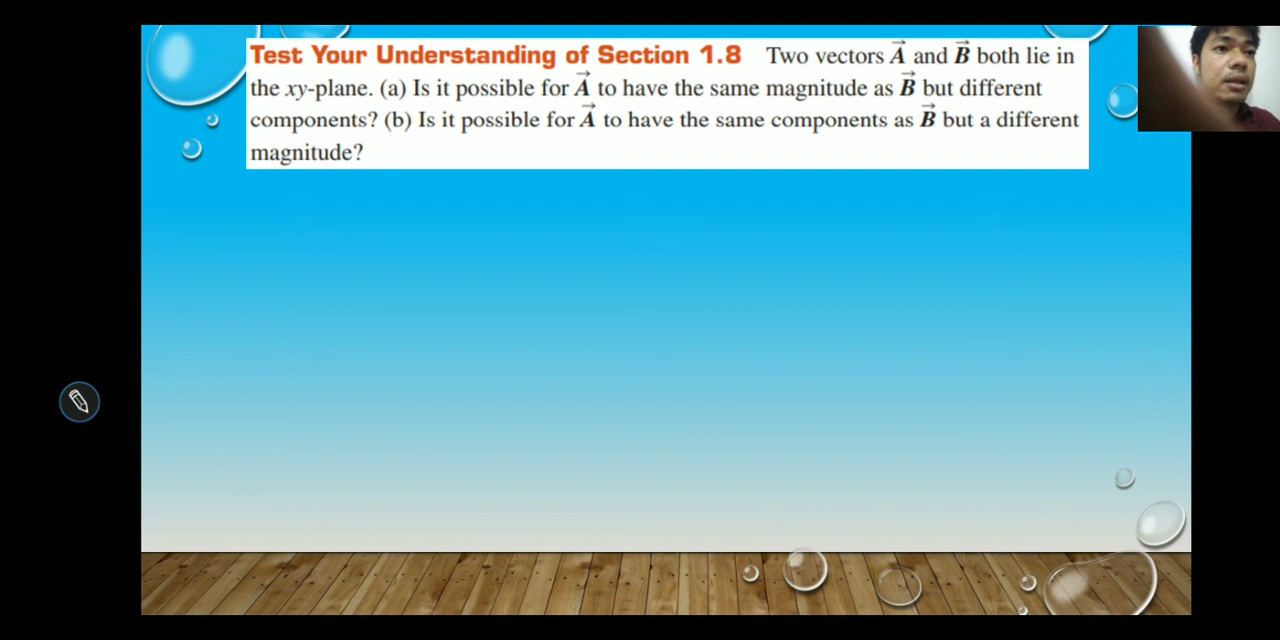 Test Your Understanding of Section 1.8 Two vectors A⃗ and B⃗ both lie in
the xy-plane. (a) Is it possible for A⃗ to have the same magnitude as B⃗ but different
components? (b) Is it possible for A⃗ to have the same components as B⃗ but a different
magnitude?